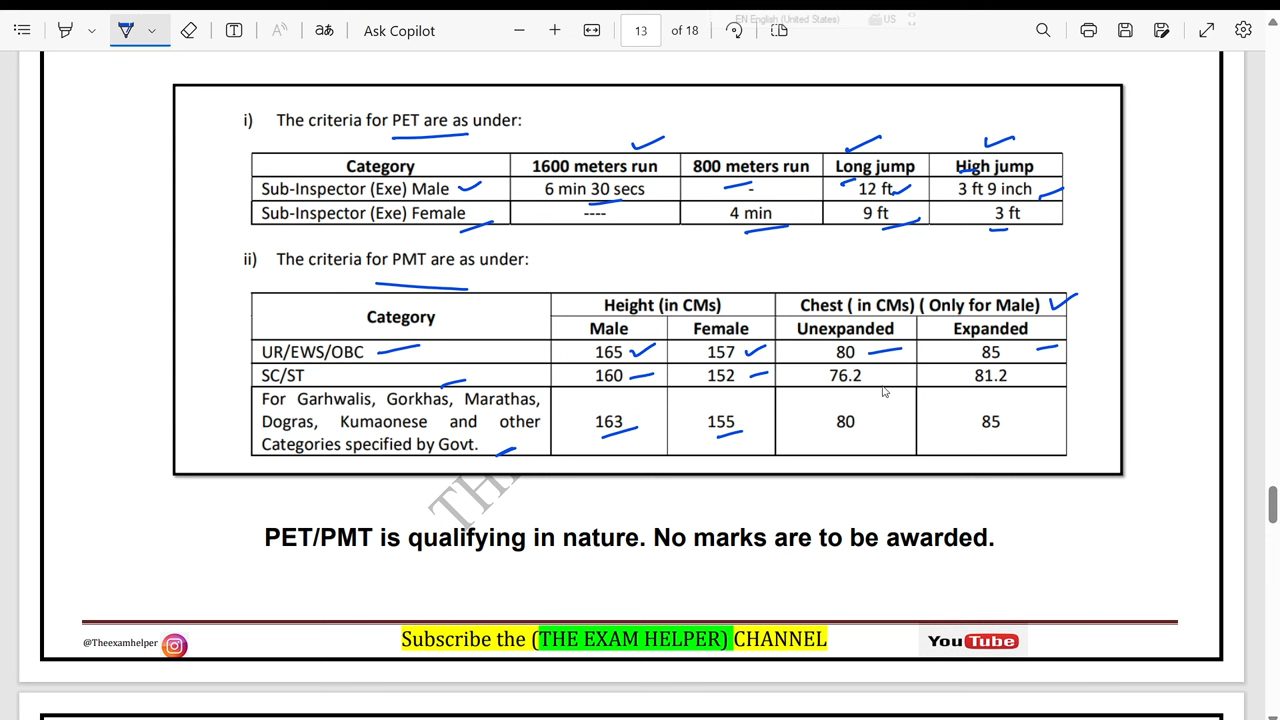 EN English (United States) US
Ask Copilot 13 of 18
i) The criteria for PET are as under:
Category 1600 meters run 800 meters run Long jump High jump
Sub-Inspector (Exe) Male 6 min 30 secs - 12 ft 3 ft 9 inch
Sub-Inspector (Exe) Female ---- 4 min 9 ft 3 ft
ii) The criteria for PMT are as under:
Category Height (in CMs) Chest ( in CMs) ( Only for Male)
Male Female Unexpanded Expanded
UR/EWS/OBC 165 157 80 85
SC/ST 160 152 76.2 81.2
For Garhwalis, Gorkhas, Marathas,
Dogras, Kumaonese and other 163 155 80 85
Categories specified by Govt.
PET/PMT is qualifying in nature. No marks are to be awarded.
@Theexamhelper Subscribe the (THE EXAM HELPER) CHANNEL YouTube